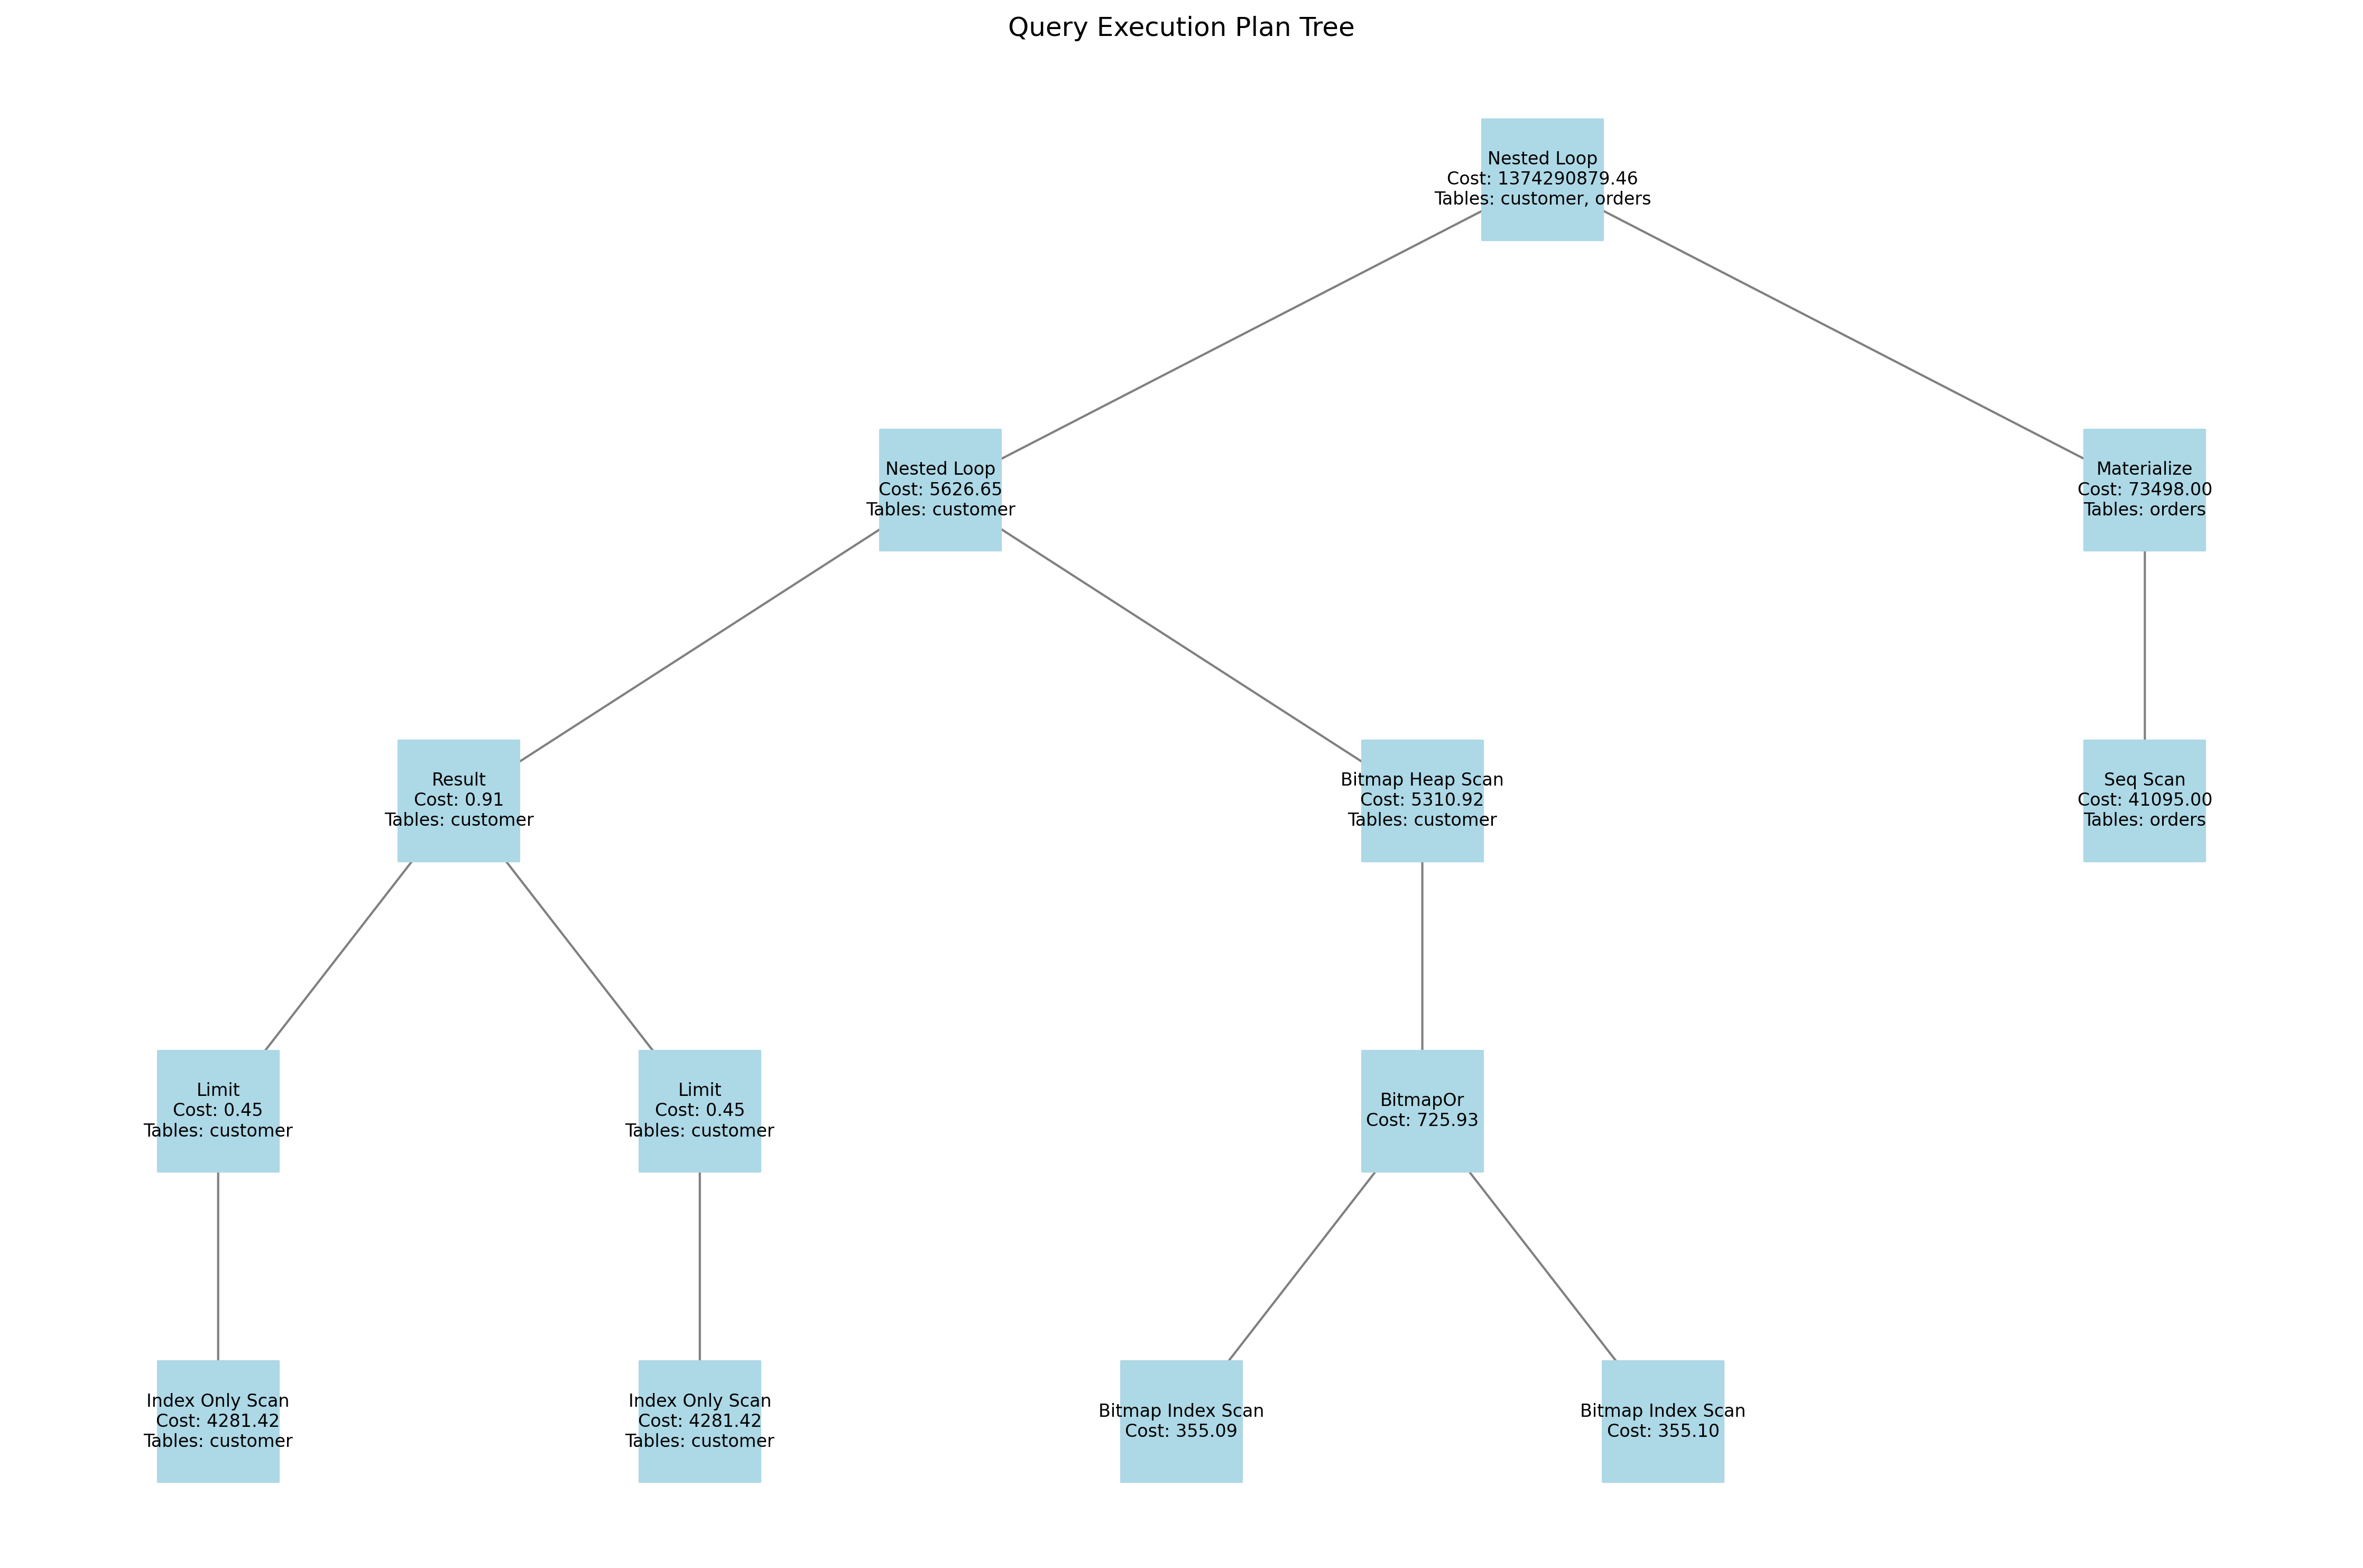 Query Execution Plan Tree
Nested Loop
Cost: 1374290879.46
Tables: customer, orders
Nested Loop
Cost: 5626.65
Tables: customer
Materialize
Cost: 73498.00
Tables: orders
Result
Cost: 0.91
Tables: customer
Bitmap Heap Scan
Cost: 5310.92
Tables: customer
Seq Scan
Cost: 41095.00
Tables: orders
Limit
Cost: 0.45
Tables: customer
Limit
Cost: 0.45
Tables: customer
BitmapOr
Cost: 725.93
Index Only Scan
Cost: 4281.42
Tables: customer
Index Only Scan
Cost: 4281.42
Tables: customer
Bitmap Index Scan
Cost: 355.09
Bitmap Index Scan
Cost: 355.10